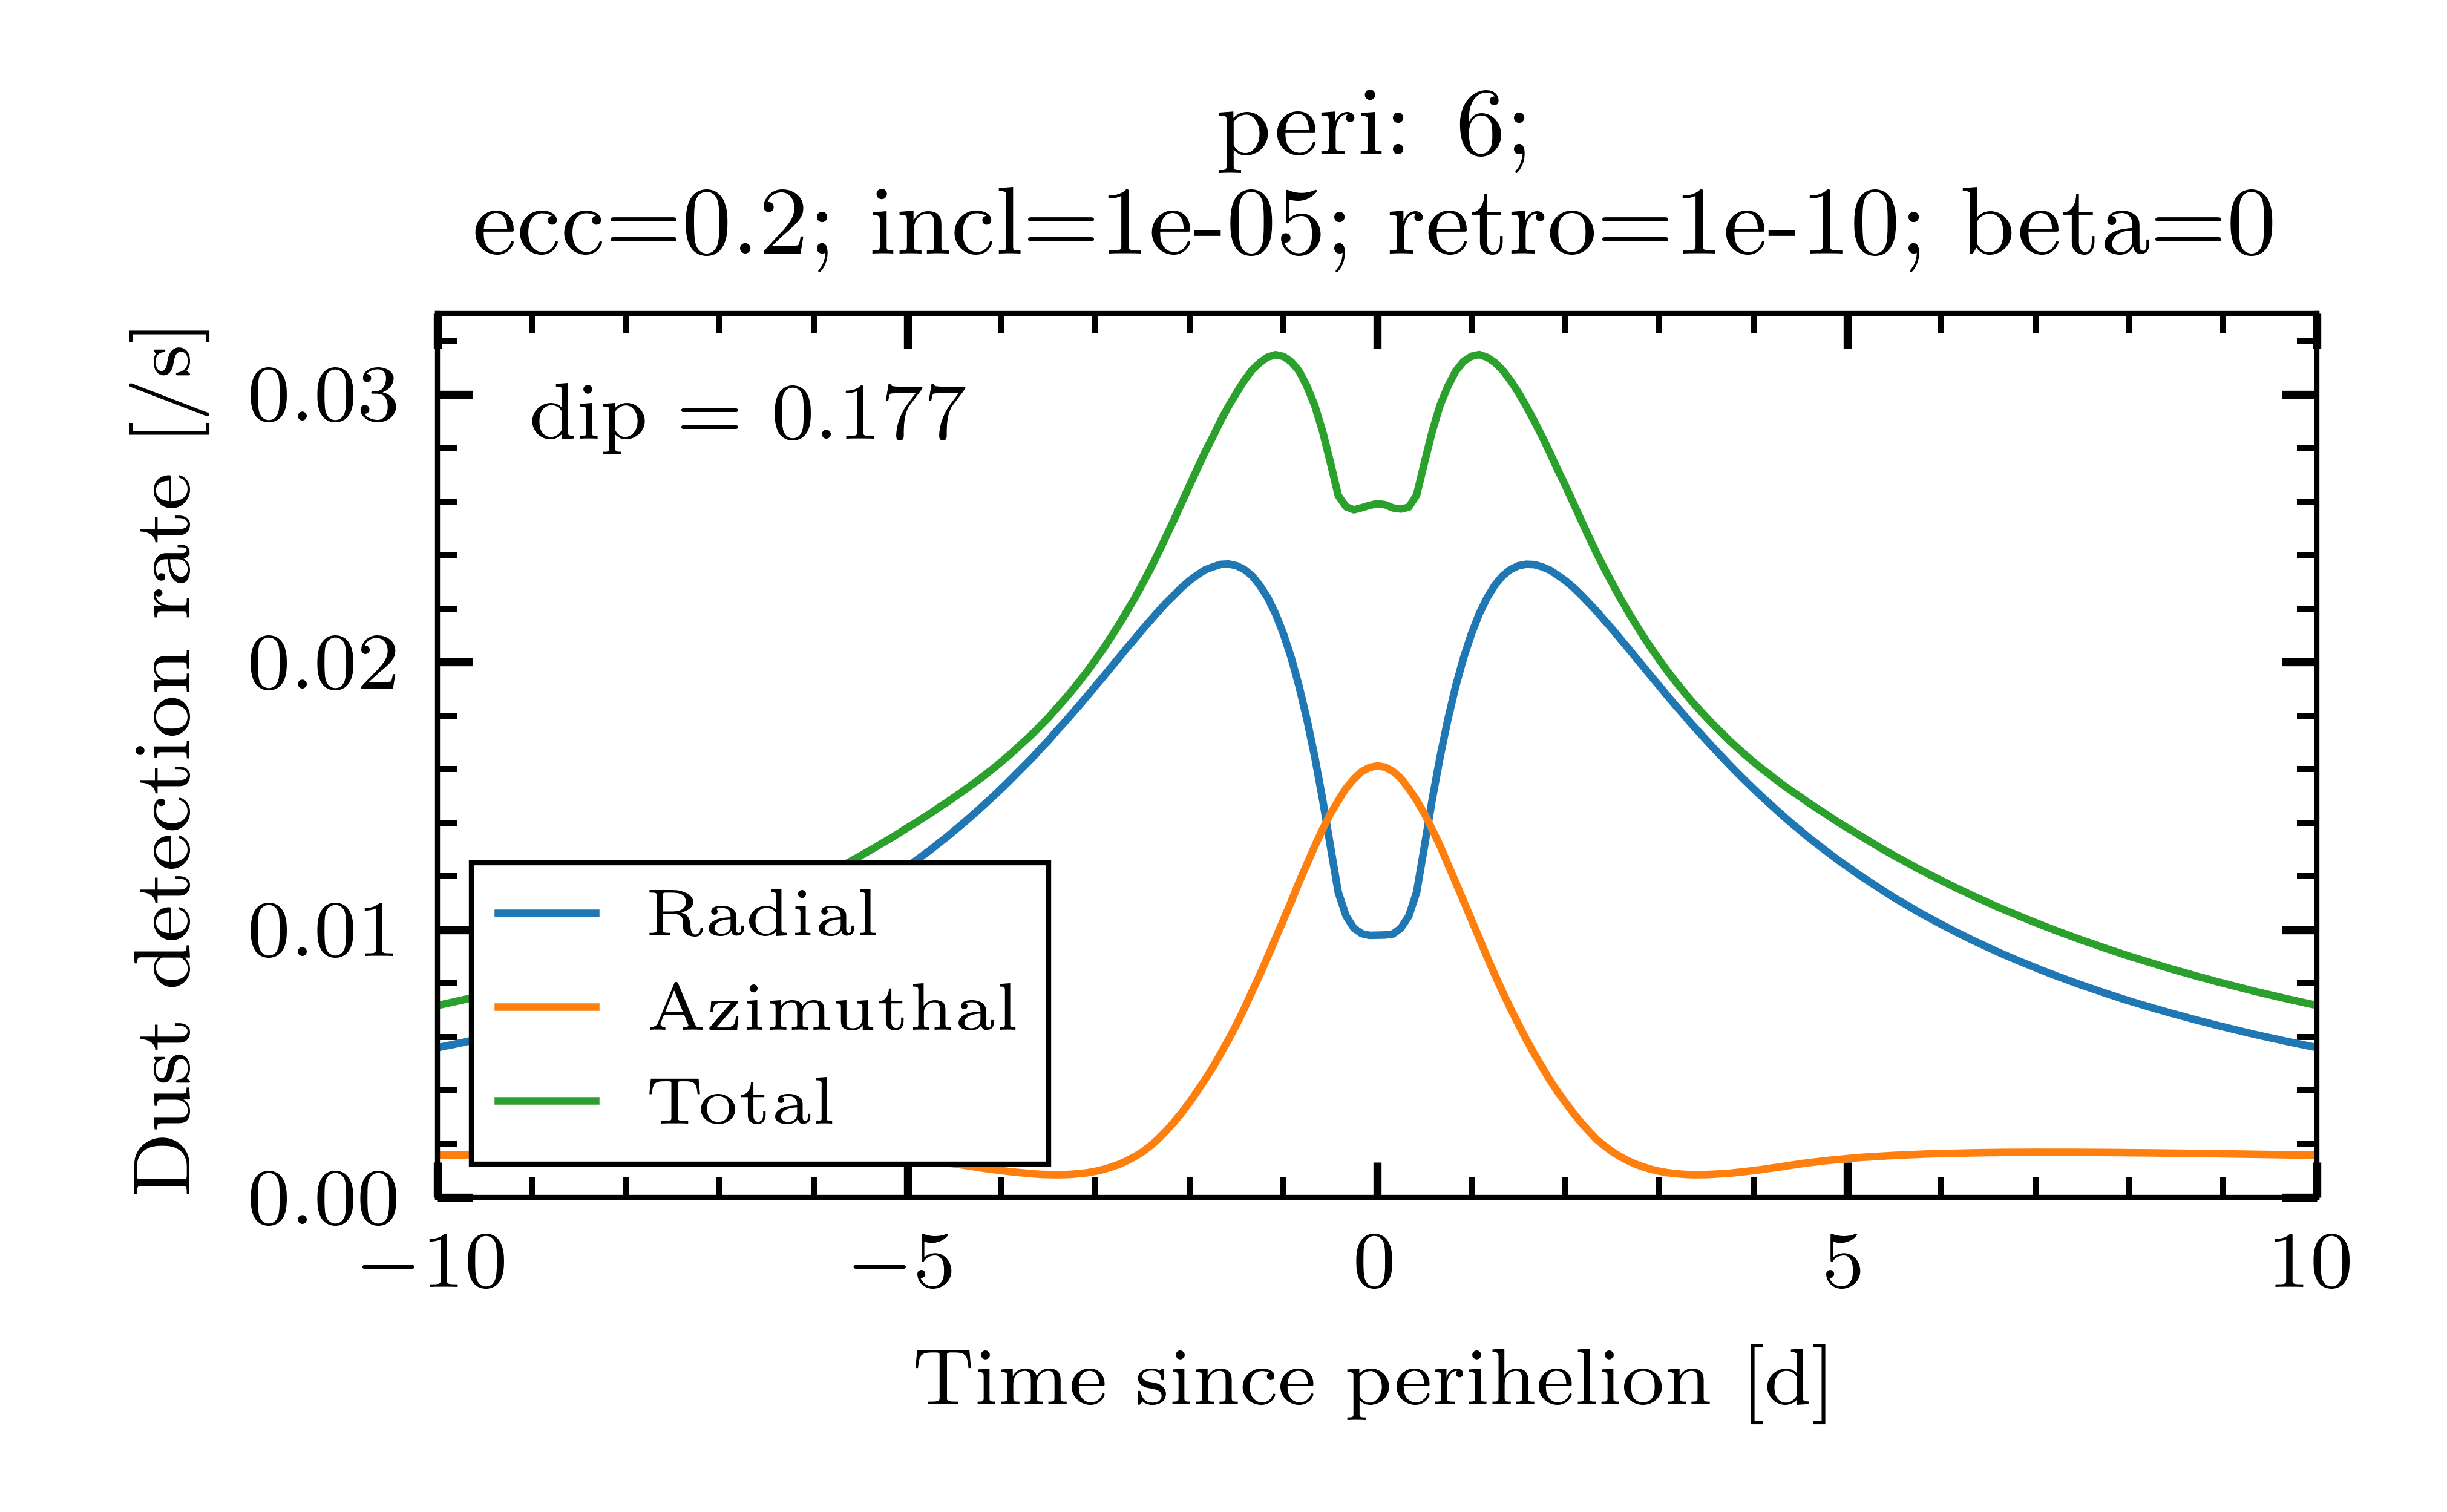 peri: 6;
ecc=0.2; incl=1e-05; retro=1e-10; beta=0
Dust detection rate [/s]
0.03
0.02
0.01
0.00
dip = 0.177
Radial
Azimuthal
Total
−10
−5
0
5
10
Time since perihelion [d]